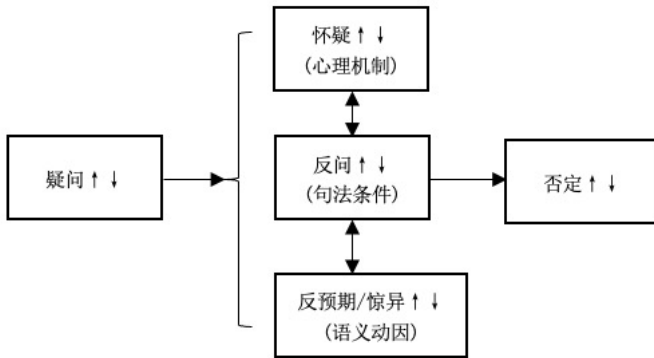 怀疑↑↓
(心理机制)
疑问↑↓
反问↑↓
(句法条件)
否定↑↓
反预期/惊异↑↓
(语义动因)